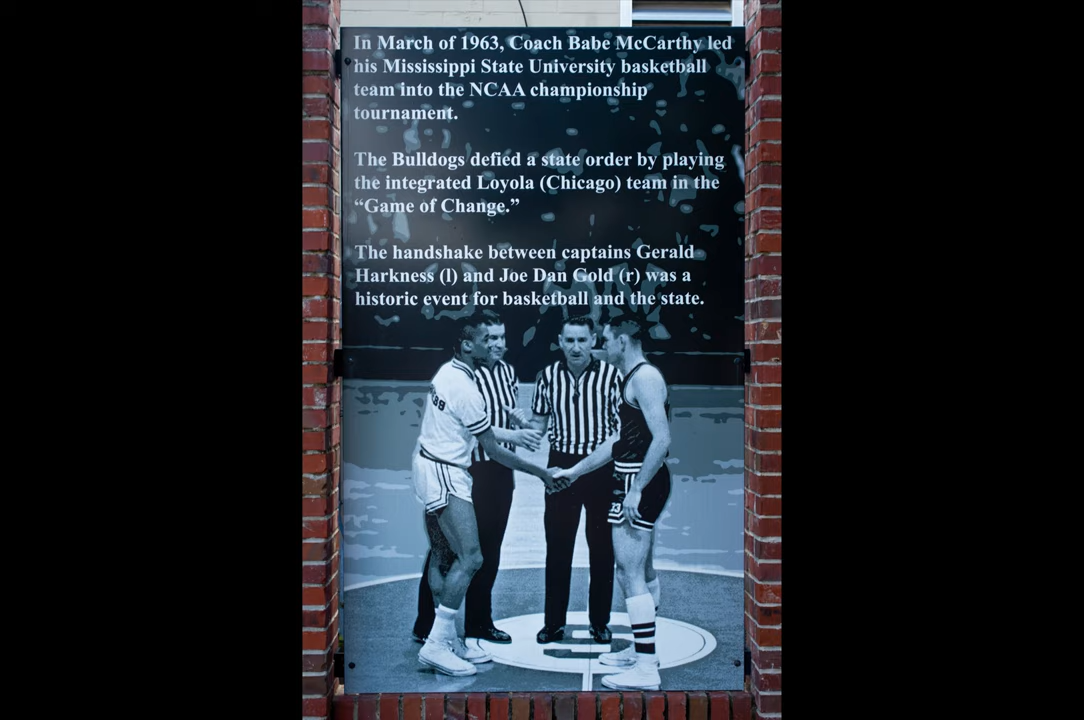 In March of 1963, Coach Babe McCarthy led
his Mississippi State University basketball
team into the NCAA championship
tournament.
The Bulldogs defied a state order by playing
the integrated Loyola (Chicago) team in the
“Game of Change.”
The handshake between captains Gerald
Harkness (l) and Joe Dan Gold (r) was a
historic event for basketball and the state.